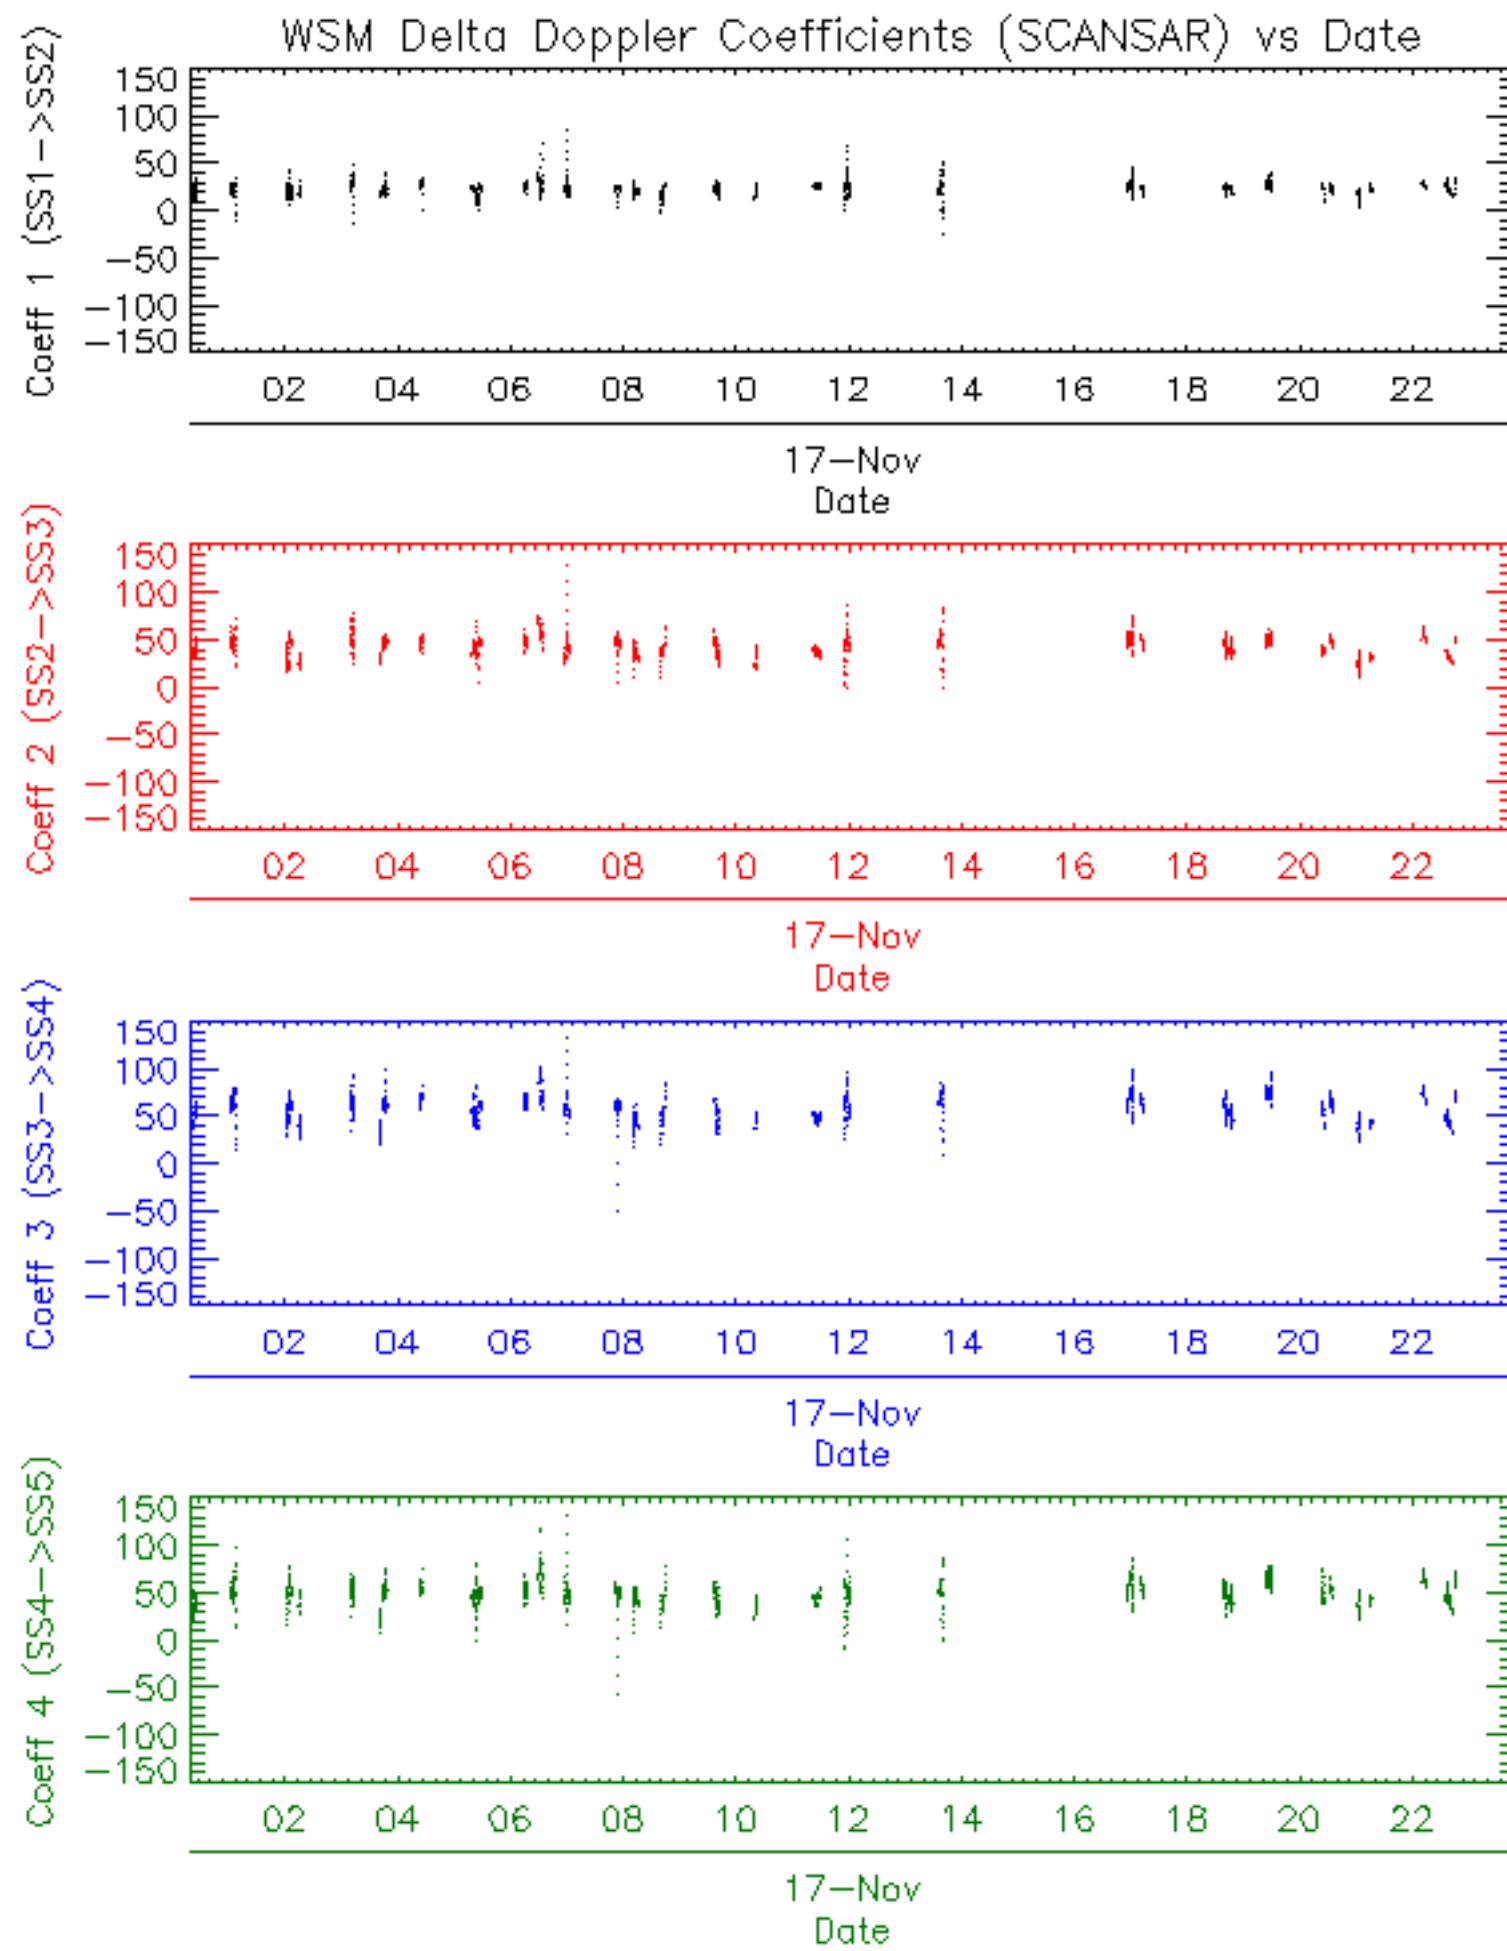 WSM Delta Doppler Coefficients (SCANSAR) vs Date
Coeff 1 (SS1->SS2)
150
100
50
0
-50
-100
-150
02 04 06 08 10 12 14 16 18 20 22
17-Nov
Date
Coeff 2 (SS2->SS3)
150
100
50
0
-50
-100
-150
02 04 06 08 10 12 14 16 18 20 22
17-Nov
Date
Coeff 3 (SS3->SS4)
150
100
50
0
-50
-100
-150
02 04 06 08 10 12 14 16 18 20 22
17-Nov
Date
Coeff 4 (SS4->SS5)
150
100
50
0
-50
-100
-150
02 04 06 08 10 12 14 16 18 20 22
17-Nov
Date